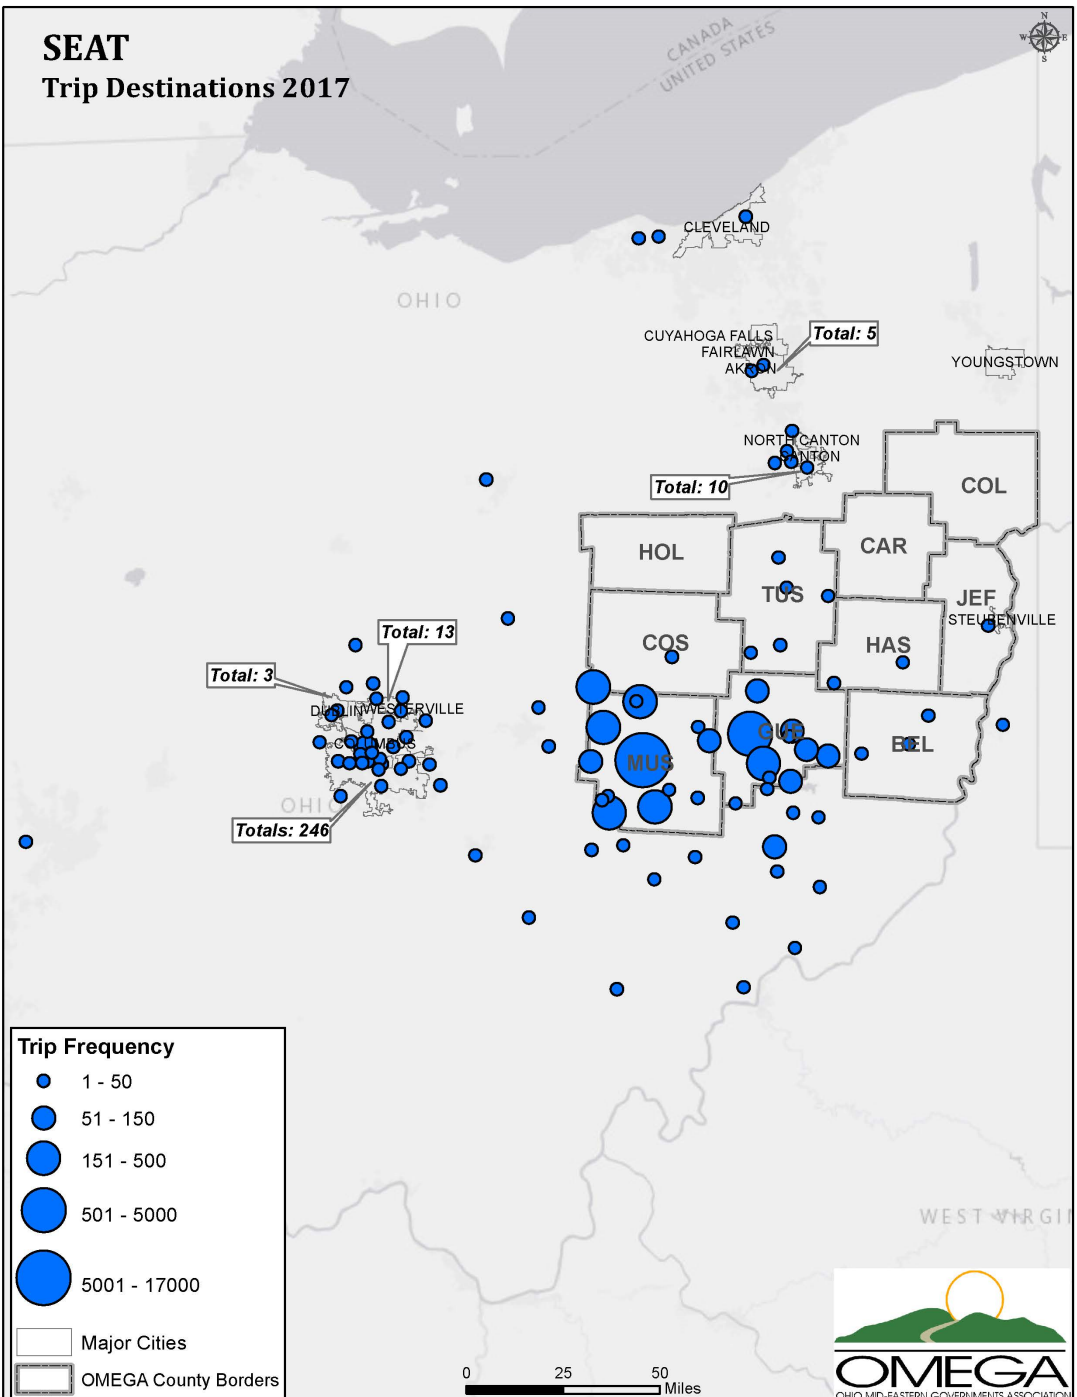 SEAT
Trip Destinations 2017
N
W
E
S
CANADA
UNITED STATES
CLEVELAND
OHIO
CUYAHOGA FALLS
Total: 5
FAIRLAWN
AKRON
YOUNGSTOWN
NORTH CANTON
CANTON
Total: 10
COL
HOL
CAR
TUS
JEF
STEUBENVILLE
Total: 13
COS
HAS
Total: 3
DUBLIN
WESTERVILLE
GUE
COLUMBUS
BEL
MUS
OHIO
Totals: 246
Trip Frequency
1 - 50
51 - 150
151 - 500
501 - 5000
5001 - 17000
Major Cities
OMEGA County Borders
WEST VIRGINI
0 25 50
Miles
OMEGA
OHIO MID-EASTERN GOVERNMENTS ASSOCIATION